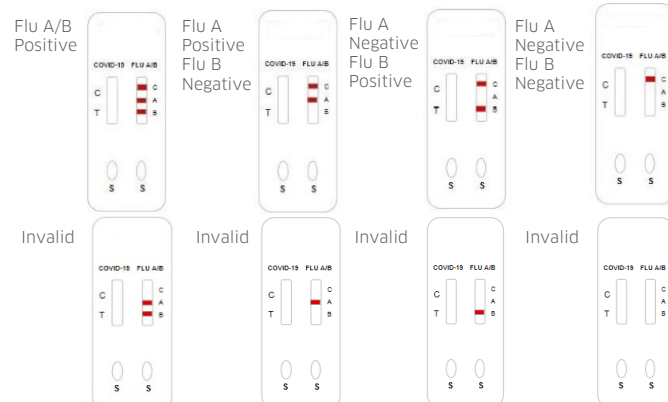 Flu A/B
Positive
COVID-19 FLU A/B
C C
A
T B
S S
Flu A
Positive
Flu B
Negative
COVID-19 FLU A/B
C C
A
T B
S S
Flu A
Negative
Flu B
Positive
COVID-19 FLU A/B
C C
A
T B
S S
Flu A
Negative
Flu B
Negative
COVID-19 FLU A/B
C C
A
T B
S S
Invalid
COVID-19 FLU A/B
C C
A
T B
S S
Invalid
COVID-19 FLU A/B
C C
A
T B
S S
Invalid
COVID-19 FLU A/B
C C
A
T B
S S
Invalid
COVID-19 FLU A/B
C C
A
T B
S S